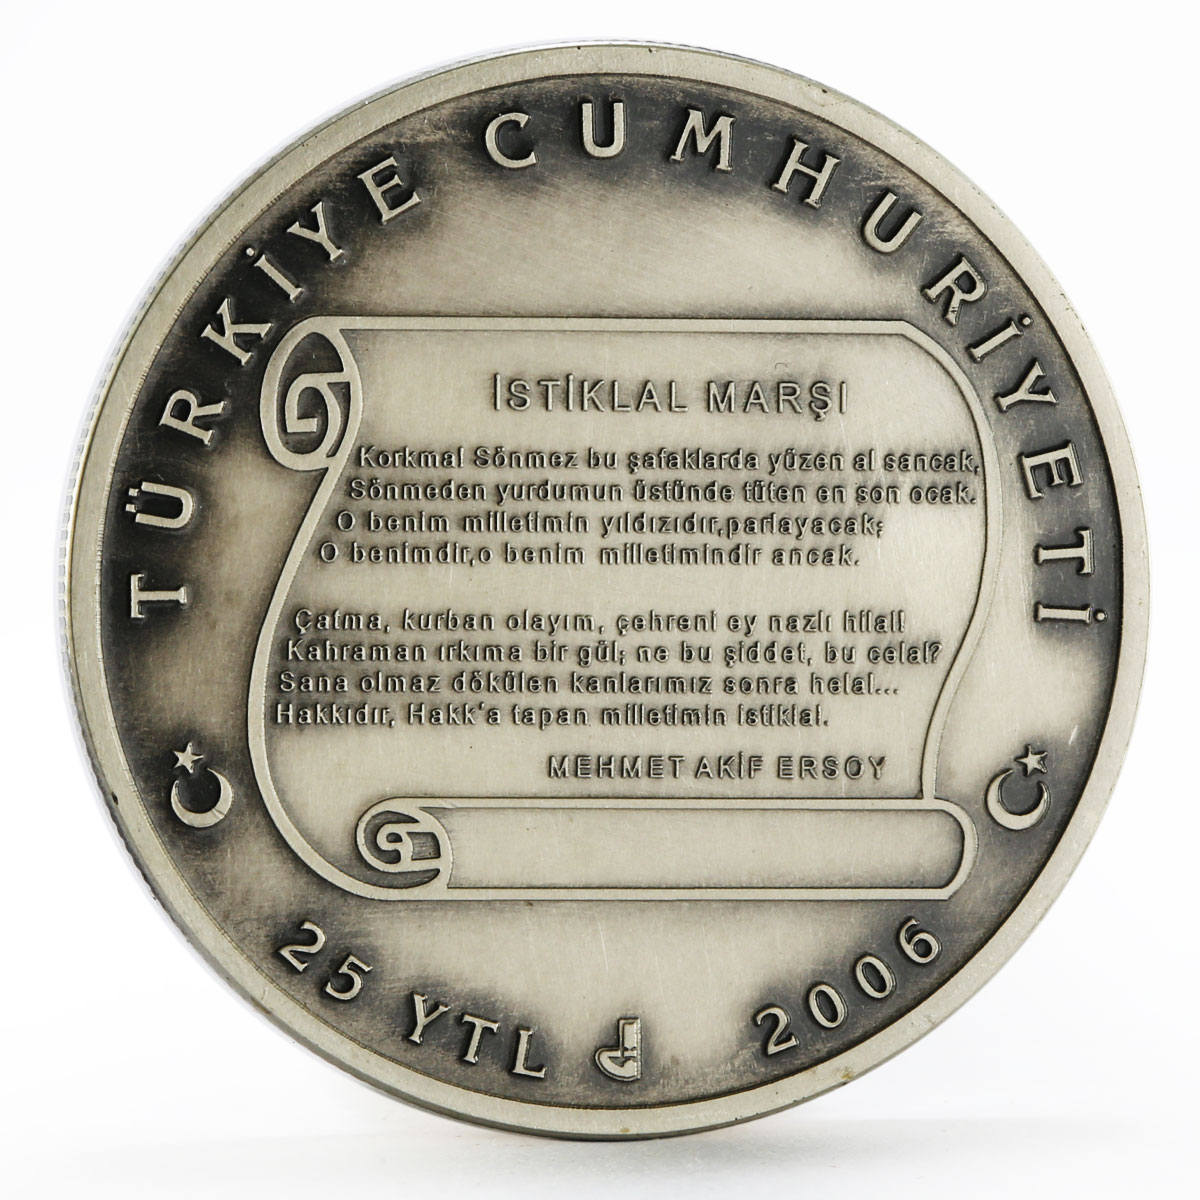 TÜRKİYE CUMHURİYETİ
İSTİKLAL MARŞI
Korkma! Sönmez bu şafaklarda yüzen al sancak,
Sönmeden yurdumun üstünde tüten en son ocak.
O benim milletimin yıldızıdır,parlayacak;
O benimdir,o benim milletimindir ancak.
Çatma, kurban olayım, çehreni ey nazlı hilal!
Kahraman ırkıma bir gül; ne bu şiddet, bu celal?
Sana olmaz dökülen kanlarımız sonra helal...
Hakkıdır, Hakk'a tapan milletimin istiklal.
MEHMET AKİF ERSOY
25 YTL 2006